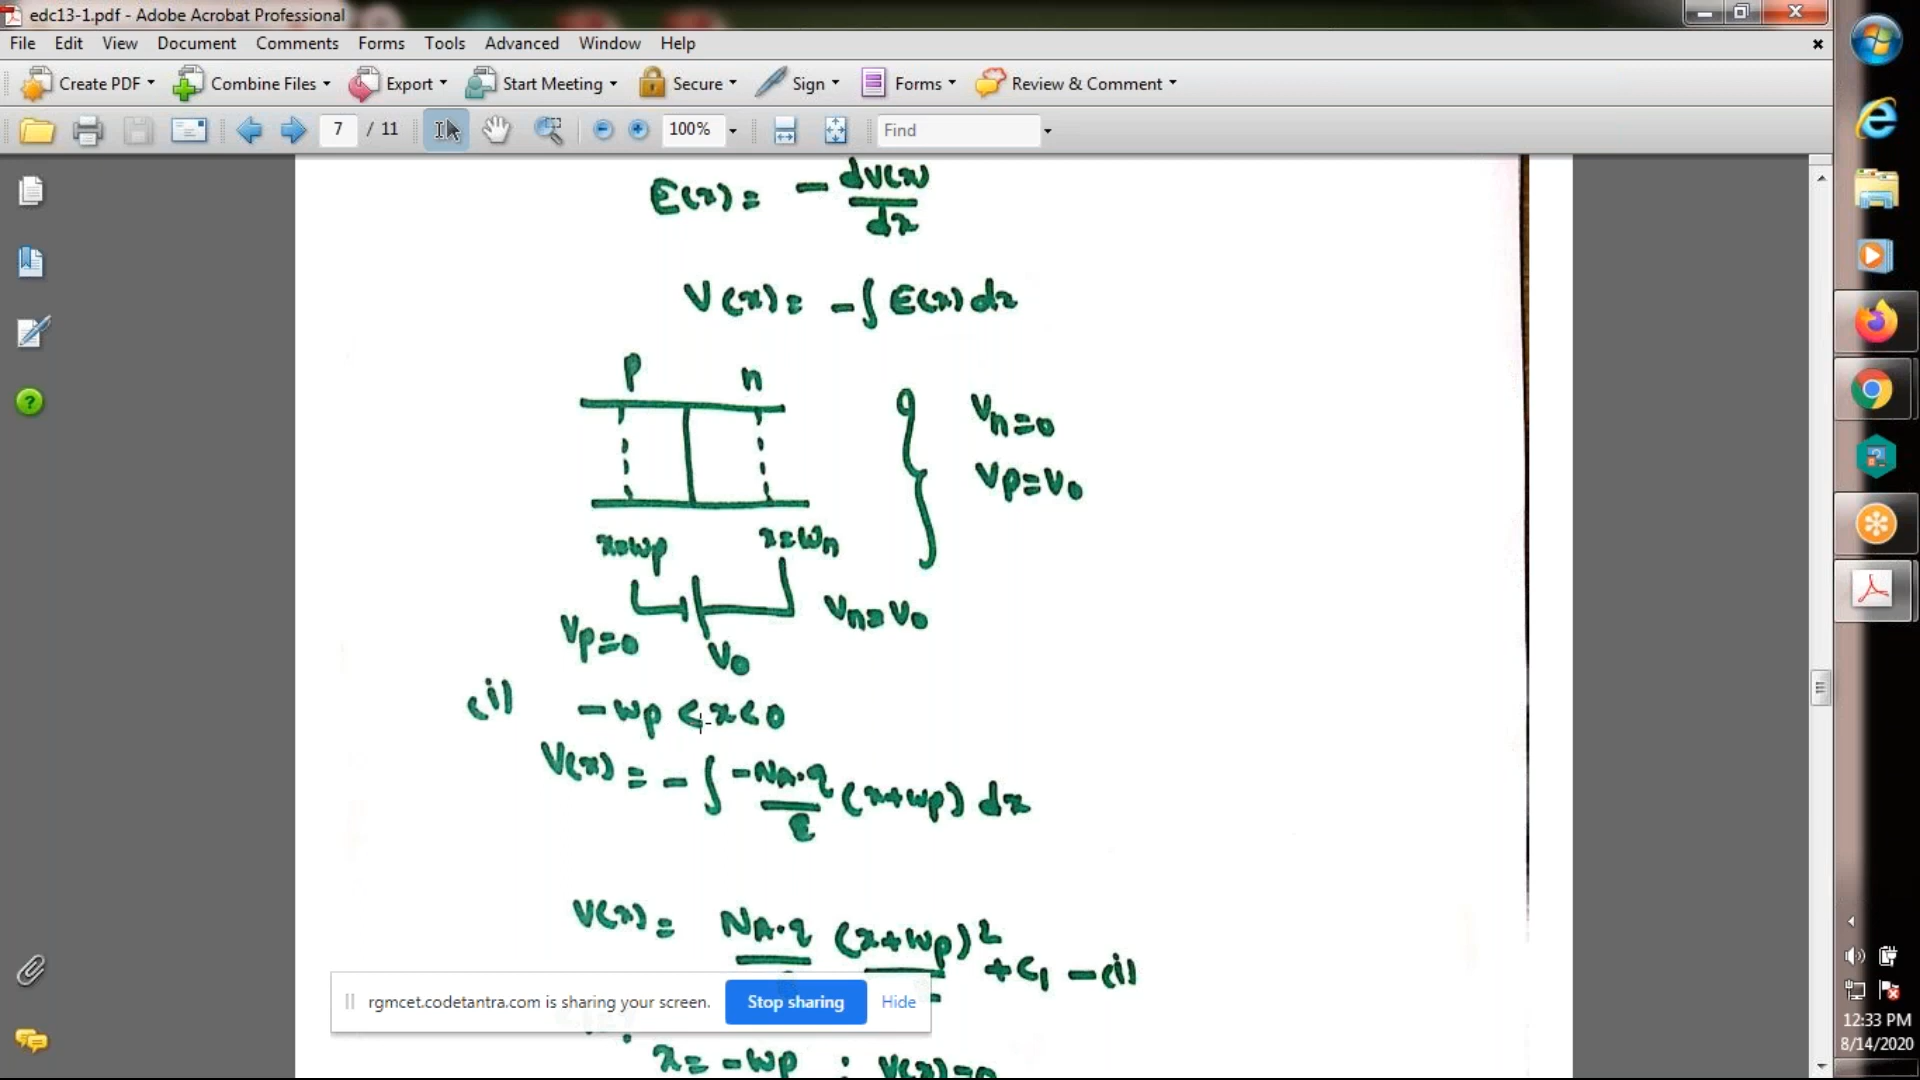 edc13-1.pdf - Adobe Acrobat Professional
File Edit View Document Comments Forms Tools Advanced Window Help
Create PDF Combine Files Export Start Meeting Secure Sign Forms Review & Comment
7 / 11 100% Find
E(x) = - dV(x)/dx
V(x) = -∫ E(x) dx
p n
Vn=0
Vp=V0
x=wp x=wn
Vp=0 V0 Vn=V0
(i) -wp < x < 0
V(x) = -∫ -NA.q/ε (x+wp) dx
V(x) = NA.q (x+wp)² + C1 - (i)
rgmcet.codetantra.com is sharing your screen. Stop sharing Hide
x = -wp ; V(x)=0
12:33 PM
8/14/2020